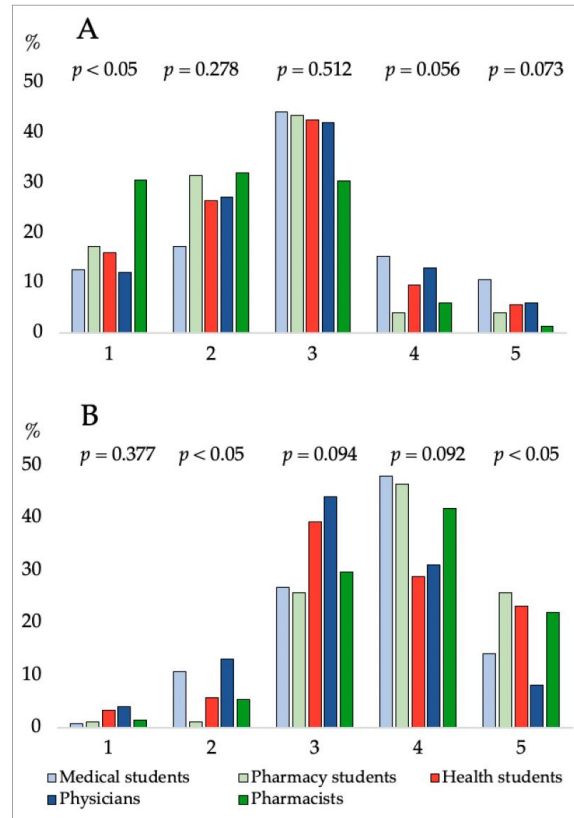 A
%
p < 0.05 p = 0.278 p = 0.512 p = 0.056 p = 0.073
50
40
30
20
10
0
1 2 3 4 5
B
%
p = 0.377 p < 0.05 p = 0.094 p = 0.092 p < 0.05
50
40
30
20
10
0
1 2 3 4 5
Medical students Pharmacy students Health students
Physicians Pharmacists